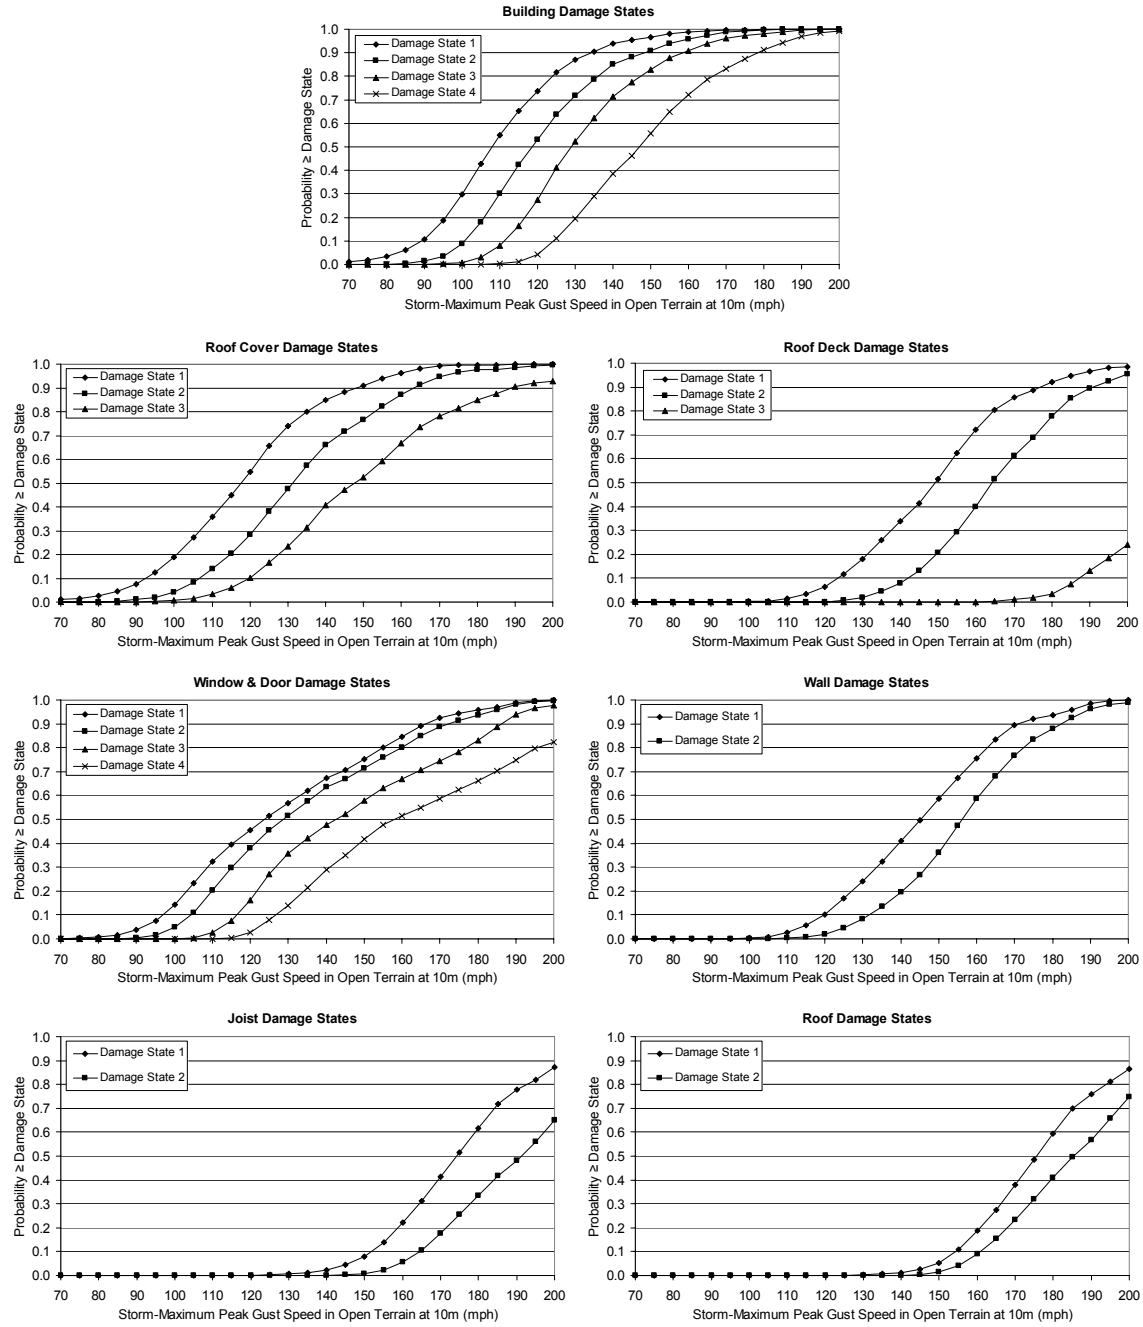 Building Damage States
Probability ≥ Damage State
1.0
0.9
0.8
0.7
0.6
0.5
0.4
0.3
0.2
0.1
0.0
Damage State 1
Damage State 2
Damage State 3
Damage State 4
70 80 90 100 110 120 130 140 150 160 170 180 190 200
Storm-Maximum Peak Gust Speed in Open Terrain at 10m (mph)
Roof Cover Damage States
Probability ≥ Damage State
1.0
0.9
0.8
0.7
0.6
0.5
0.4
0.3
0.2
0.1
0.0
Damage State 1
Damage State 2
Damage State 3
70 80 90 100 110 120 130 140 150 160 170 180 190 200
Storm-Maximum Peak Gust Speed in Open Terrain at 10m (mph)
Roof Deck Damage States
Probability ≥ Damage State
1.0
0.9
0.8
0.7
0.6
0.5
0.4
0.3
0.2
0.1
0.0
Damage State 1
Damage State 2
Damage State 3
70 80 90 100 110 120 130 140 150 160 170 180 190 200
Storm-Maximum Peak Gust Speed in Open Terrain at 10m (mph)
Window & Door Damage States
Probability ≥ Damage State
1.0
0.9
0.8
0.7
0.6
0.5
0.4
0.3
0.2
0.1
0.0
Damage State 1
Damage State 2
Damage State 3
Damage State 4
70 80 90 100 110 120 130 140 150 160 170 180 190 200
Storm-Maximum Peak Gust Speed in Open Terrain at 10m (mph)
Wall Damage States
Probability ≥ Damage State
1.0
0.9
0.8
0.7
0.6
0.5
0.4
0.3
0.2
0.1
0.0
Damage State 1
Damage State 2
70 80 90 100 110 120 130 140 150 160 170 180 190 200
Storm-Maximum Peak Gust Speed in Open Terrain at 10m (mph)
Joist Damage States
Probability ≥ Damage State
1.0
0.9
0.8
0.7
0.6
0.5
0.4
0.3
0.2
0.1
0.0
Damage State 1
Damage State 2
70 80 90 100 110 120 130 140 150 160 170 180 190 200
Storm-Maximum Peak Gust Speed in Open Terrain at 10m (mph)
Roof Damage States
Probability ≥ Damage State
1.0
0.9
0.8
0.7
0.6
0.5
0.4
0.3
0.2
0.1
0.0
Damage State 1
Damage State 2
70 80 90 100 110 120 130 140 150 160 170 180 190 200
Storm-Maximum Peak Gust Speed in Open Terrain at 10m (mph)